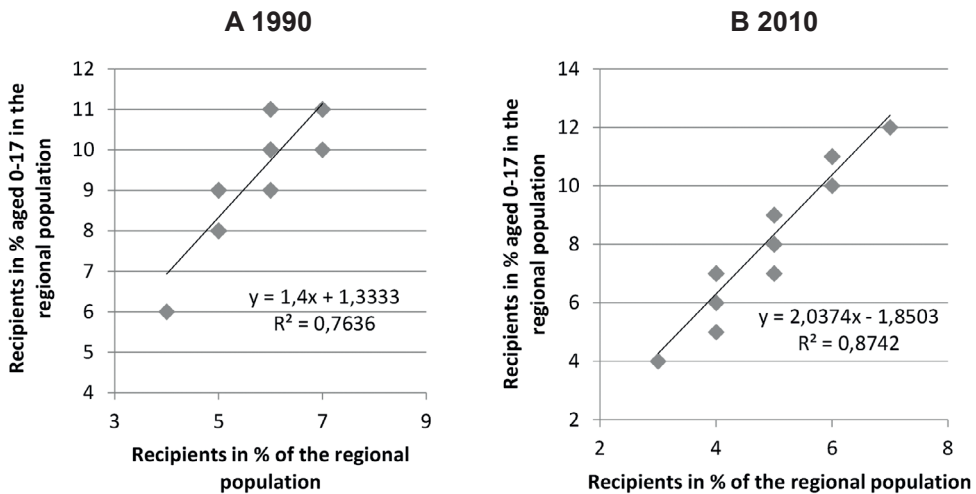 A 1990
12
11
10
9
8
7
6
5
4
3
5
7
9
Recipients in % aged 0-17 in the
regional population
y = 1,4x + 1,3333
R² = 0,7636
Recipients in % of the regional
population
B 2010
14
12
10
8
6
4
2
2
4
6
8
Recipients in % aged 0-17 in the
regional population
y = 2,0374x - 1,8503
R² = 0,8742
Recipients in % of the regional population